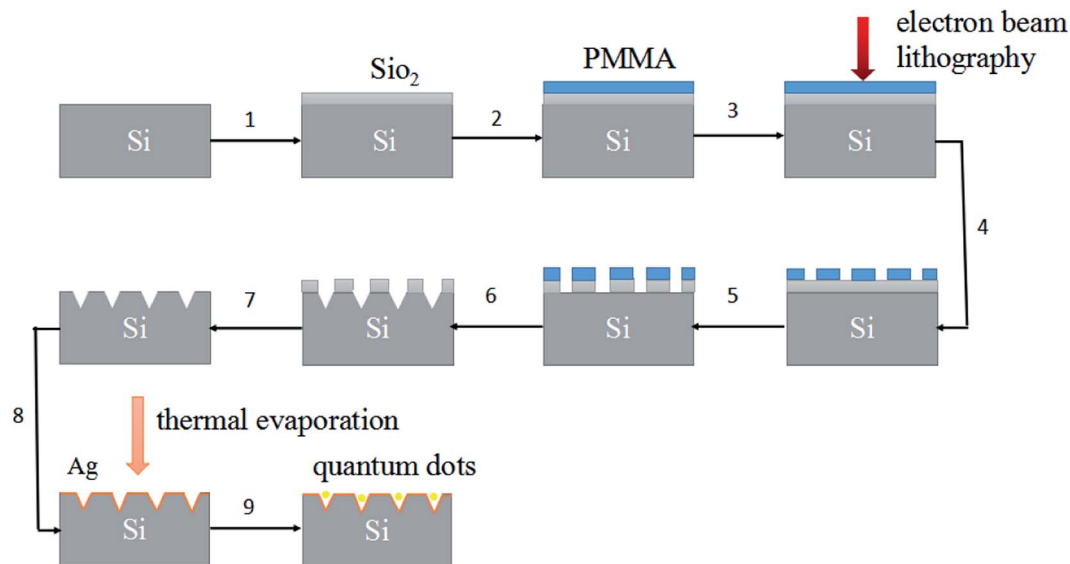 electron beam
lithography
Sio₂
PMMA
Si
1
Si
2
Si
3
Si
4
Si
7
Si
6
Si
5
Si
8
thermal evaporation
Ag
quantum dots
Si
9
Si